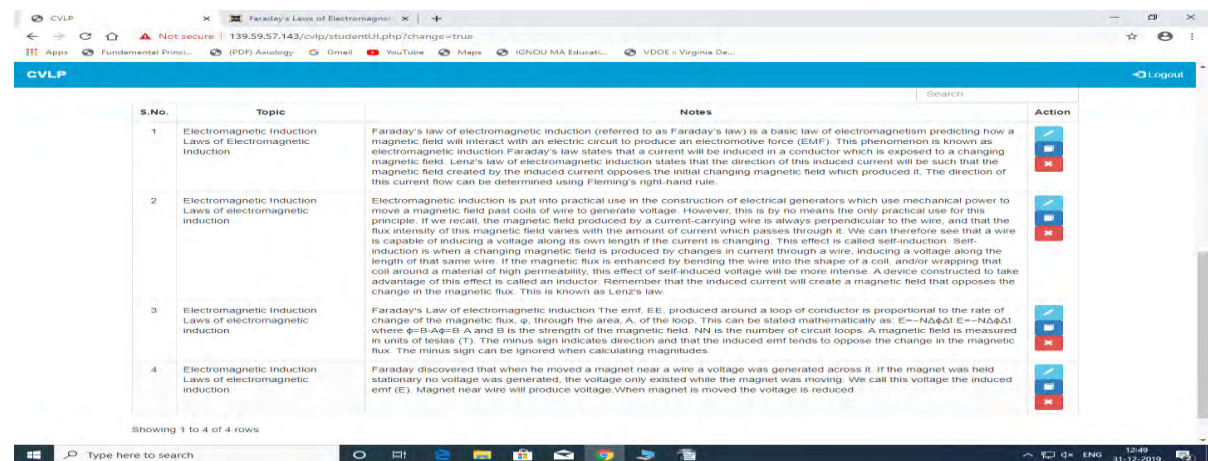 CVLP
Faraday's Laws of Electromagnet
Not secure
139.59.57.143/cvlp/studentUI.php?change=true
Apps
Fundamental Princi...
(PDF) Axiology
Gmail
YouTube
Maps
IGNOU MA Educati...
VDOE :: Virginia De...
CVLP
Logout
Search
S.No.
Topic
Notes
Action
1
Electromagnetic Induction
Laws of Electromagnetic
Induction
Faraday's law of electromagnetic induction (referred to as Faraday's law) is a basic law of electromagnetism predicting how a
magnetic field will interact with an electric circuit to produce an electromotive force (EMF). This phenomenon is known as
electromagnetic induction.Faraday's law states that a current will be induced in a conductor which is exposed to a changing
magnetic field. Lenz's law of electromagnetic induction states that the direction of this induced current will be such that the
magnetic field created by the induced current opposes the initial changing magnetic field which produced it. The direction of
this current flow can be determined using Fleming's right-hand rule.
2
Electromagnetic Induction
Laws of electromagnetic
induction
Electromagnetic induction is put into practical use in the construction of electrical generators which use mechanical power to
move a magnetic field past coils of wire to generate voltage. However, this is by no means the only practical use for this
principle. If we recall, the magnetic field produced by a current-carrying wire is always perpendicular to the wire, and that the
flux intensity of this magnetic field varies with the amount of current which passes through it. We can therefore see that a wire
is capable of inducing a voltage along its own length if the current is changing. This effect is called self-induction. Self-
induction is when a changing magnetic field is produced by changes in current through a wire, inducing a voltage along the
length of that same wire. If the magnetic flux is enhanced by bending the wire into the shape of a coil, and/or wrapping that
coil around a material of high permeability, this effect of self-induced voltage will be more intense. A device constructed to take
advantage of this effect is called an inductor. Remember that the induced current will create a magnetic field that opposes the
change in the magnetic flux. This is known as Lenz's law.
3
Electromagnetic Induction
Laws of electromagnetic
induction
Faraday's Law of electromagnetic induction The emf, EE, produced around a loop of conductor is proportional to the rate of
change of the magnetic flux, φ, through the area, A, of the loop. This can be stated mathematically as: E=−NΔϕΔt E=−NΔϕΔt
where ϕ=B·Aϕ=B·A and B is the strength of the magnetic field. NN is the number of circuit loops. A magnetic field is measured
in units of teslas (T). The minus sign indicates direction and that the induced emf tends to oppose the change in the magnetic
flux. The minus sign can be ignored when calculating magnitudes.
4
Electromagnetic Induction
Laws of electromagnetic
induction
Faraday discovered that when he moved a magnet near a wire a voltage was generated across it. If the magnet was held
stationary no voltage was generated, the voltage only existed while the magnet was moving. We call this voltage the induced
emf (E). Magnet near wire will produce voltage.When magnet is moved the voltage is reduced
Showing 1 to 4 of 4 rows
Type here to search
ENG
12:49
31-12-2019